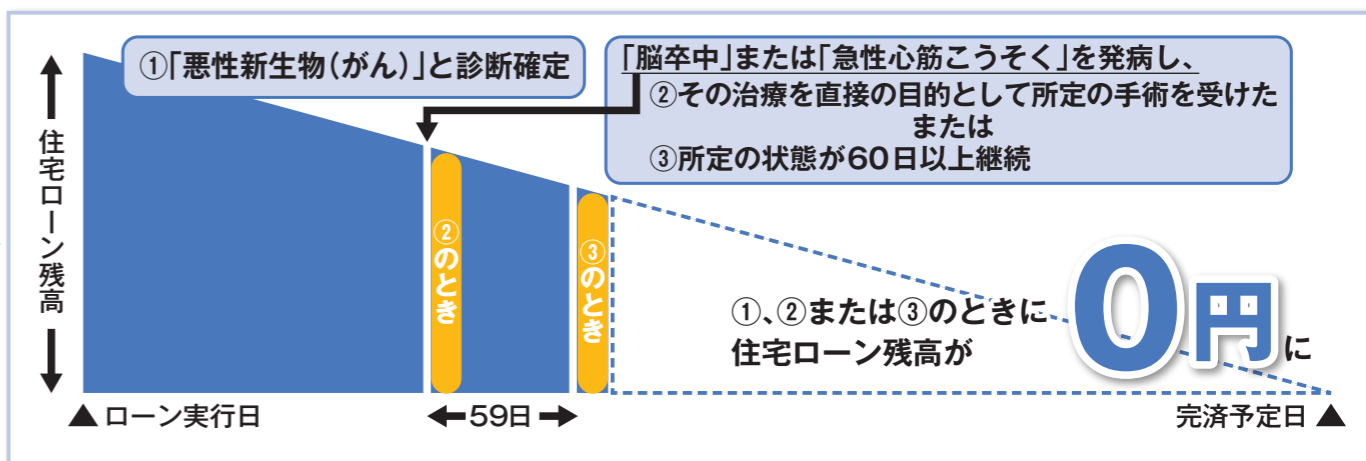 ①「悪性新生物(がん)」と診断確定
「脳卒中」または「急性心筋こうそく」を発病し、
②その治療を直接の目的として所定の手術を受けた
または
③所定の状態が60日以上継続
住宅ローン残高
②のとき
③のとき
①、②または③のときに
住宅ローン残高が
0円に
▲ローン実行日
59日
完済予定日▲